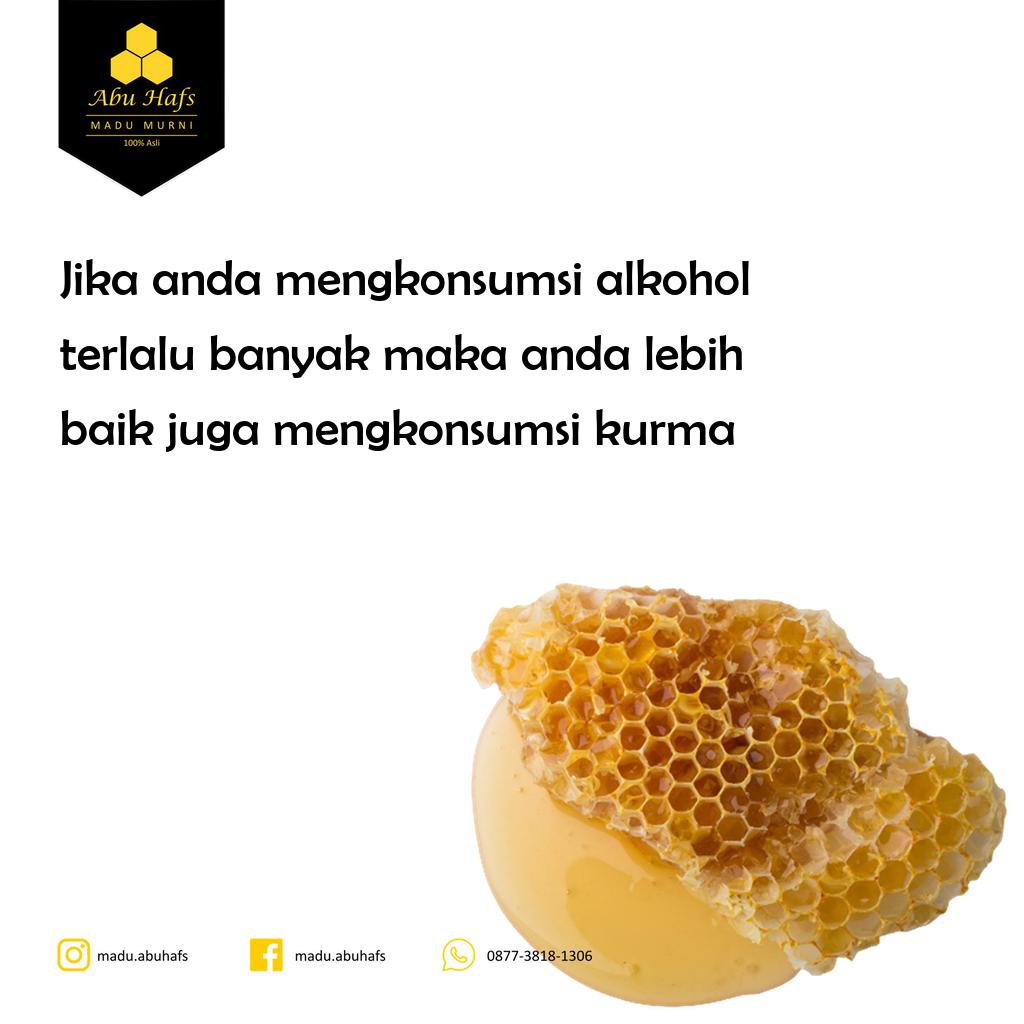 Abu Hafs
MADU MURNI
100% Asli
Jika anda mengkonsumsi alkohol
terlalu banyak maka anda lebih
baik juga mengkonsumsi kurma
madu.abuhafs
madu.abuhafs
0877-3818-1306